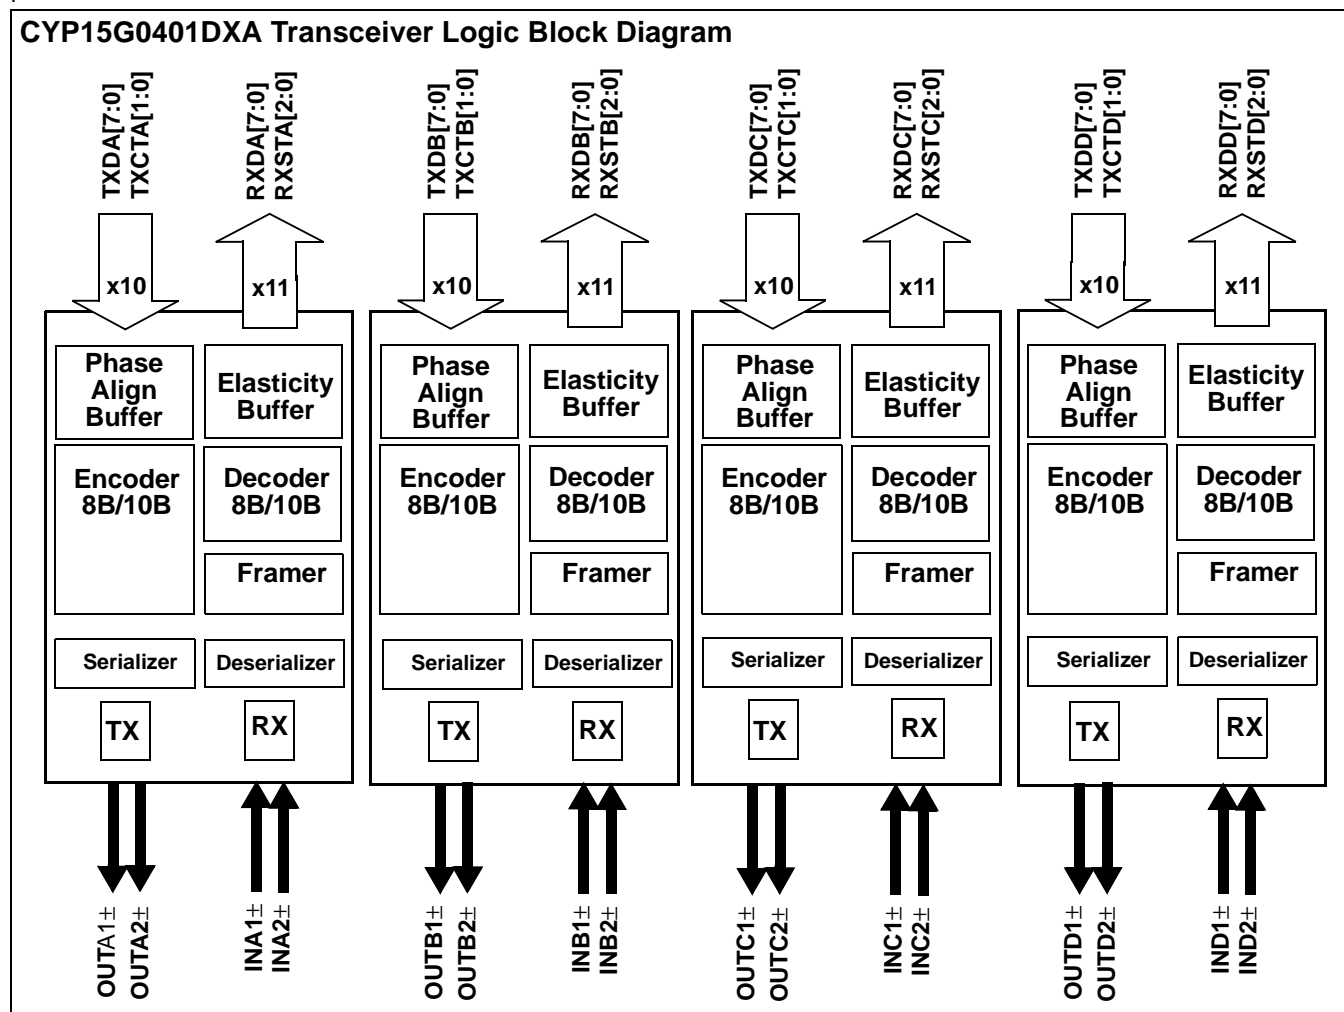 CYP15G0401DXA Transceiver Logic Block Diagram
TXDA[7:0]
TXCTA[1:0]
RXDA[7:0]
RXSTA[2:0]
TXDB[7:0]
TXCTB[1:0]
RXDB[7:0]
RXSTB[2:0]
TXDC[7:0]
TXCTC[1:0]
RXDC[7:0]
RXSTC[2:0]
TXDD[7:0]
TXCTD[1:0]
RXDD[7:0]
RXSTD[2:0]
x10
x11
x10
x11
x10
x11
x10
x11
Phase
Align
Buffer
Elasticity
Buffer
Phase
Align
Buffer
Elasticity
Buffer
Phase
Align
Buffer
Elasticity
Buffer
Phase
Align
Buffer
Elasticity
Buffer
Encoder
8B/10B
Decoder
8B/10B
Encoder
8B/10B
Decoder
8B/10B
Encoder
8B/10B
Decoder
8B/10B
Encoder
8B/10B
Decoder
8B/10B
Framer
Framer
Framer
Framer
Serializer
Deserializer
Serializer
Deserializer
Serializer
Deserializer
Serializer
Deserializer
TX
RX
TX
RX
TX
RX
TX
RX
OUTA1±
OUTA2±
INA1±
INA2±
OUTB1±
OUTB2±
INB1±
INB2±
OUTC1±
OUTC2±
INC1±
INC2±
OUTD1±
OUTD2±
IND1±
IND2±